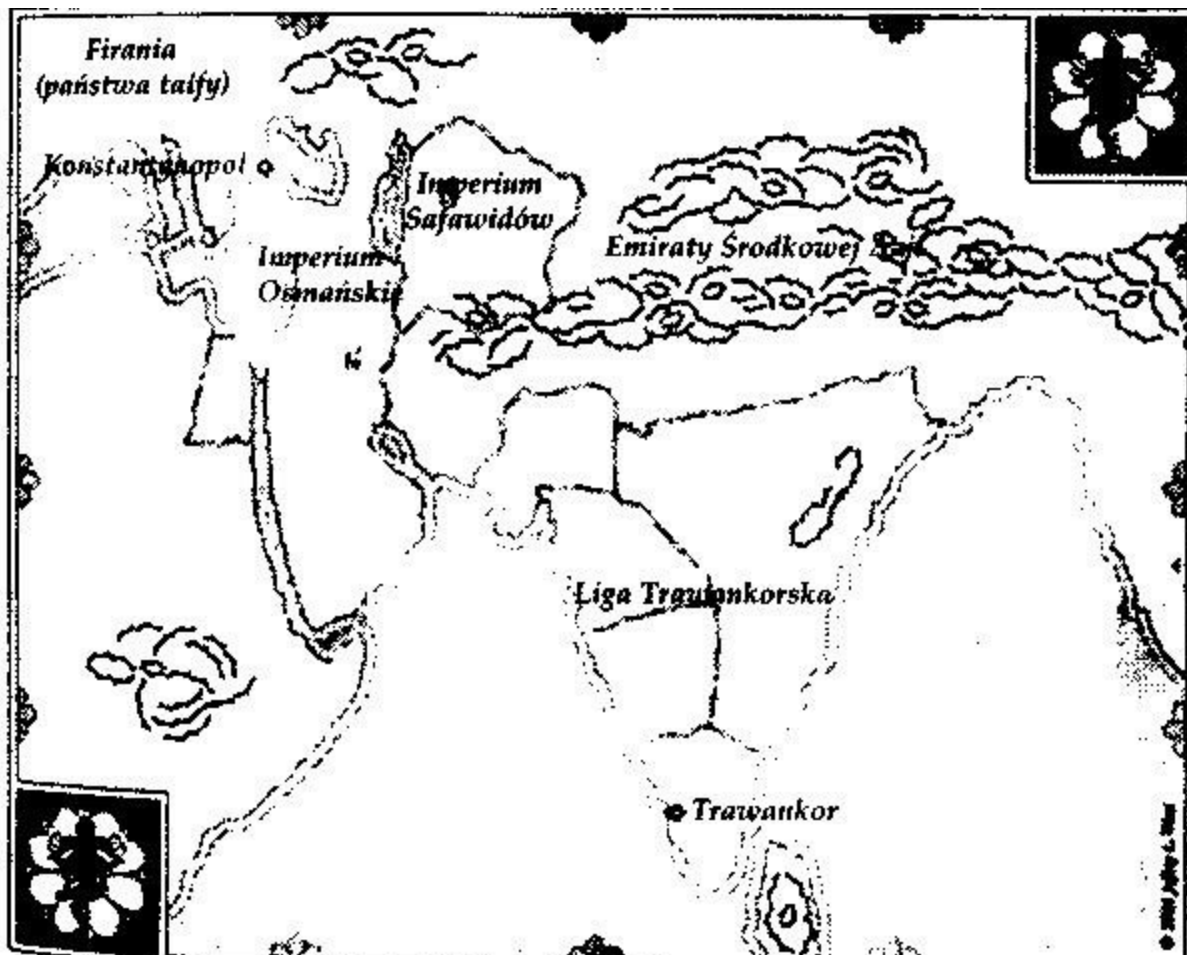 Firania
(państwa taify)
Konstantynopol
Imperium
Safawidów
Emiraty Środkowej
Imperium
Osmańskie
Liga Trawankorska
Trawankor